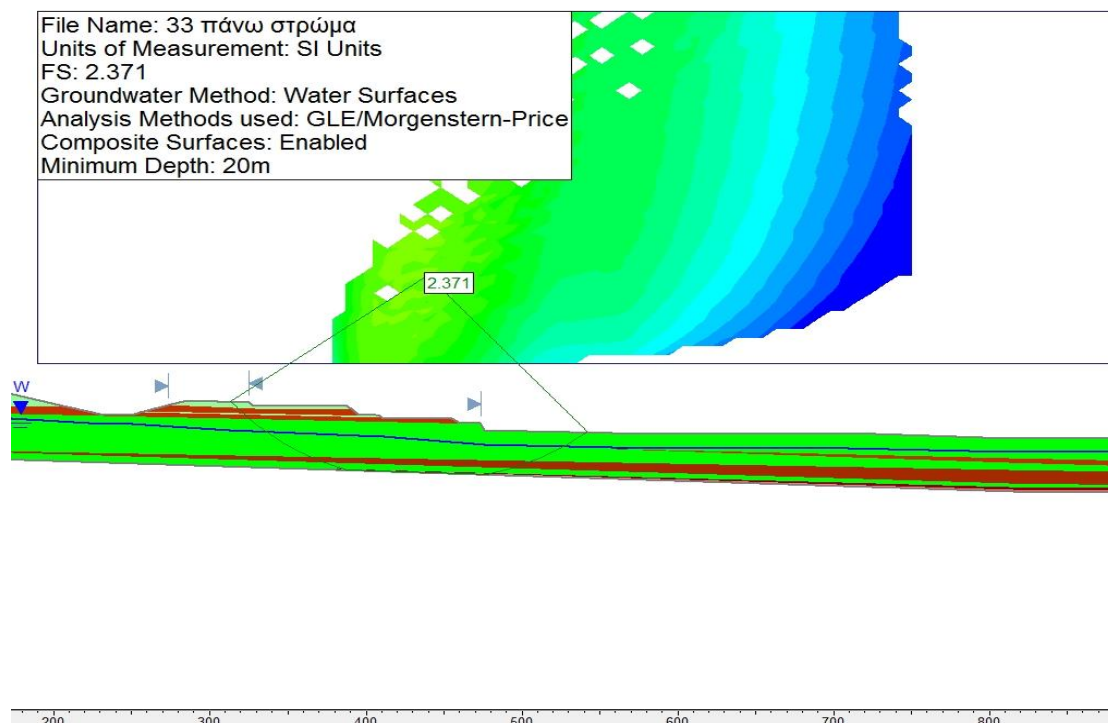 File Name: 33 πάνω στρώμα
Units of Measurement: SI Units
FS: 2.371
Groundwater Method: Water Surfaces
Analysis Methods used: GLE/Morgenstern-Price
Composite Surfaces: Enabled
Minimum Depth: 20m
2.371
W
200 300 400 500 600 700 800